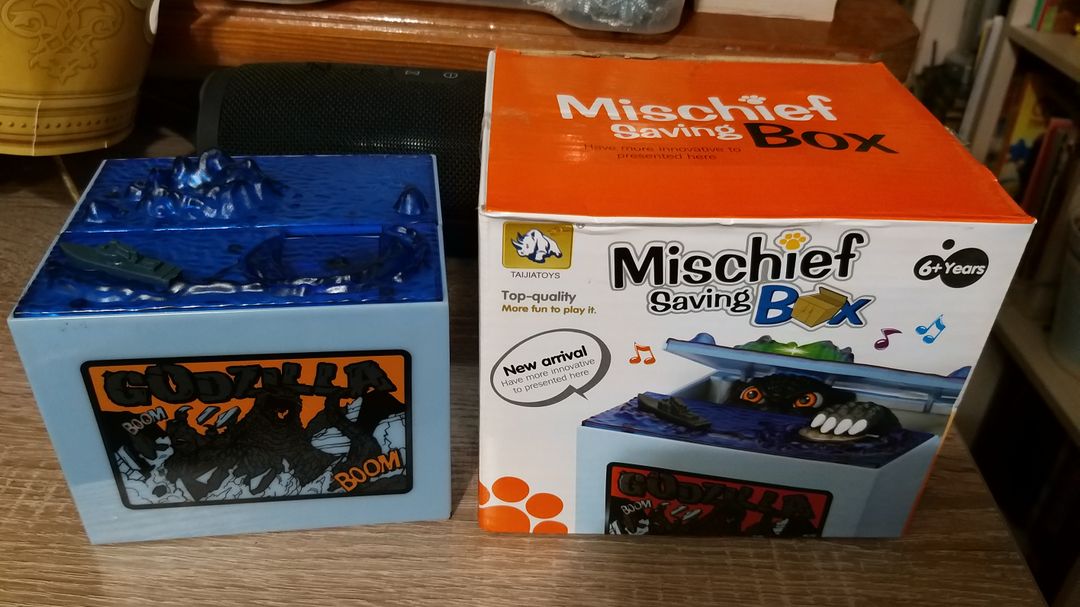 GODZILLA
BOOM
BOOM
Mischief
Saving Box
Have more innovative to
presented here
TAIJIATOYS
Top-quality
More fun to play it.
Mischief
Saving Box
6+Years
New arrival
Have more innovative
to presented here
GODZILLA
BOOM